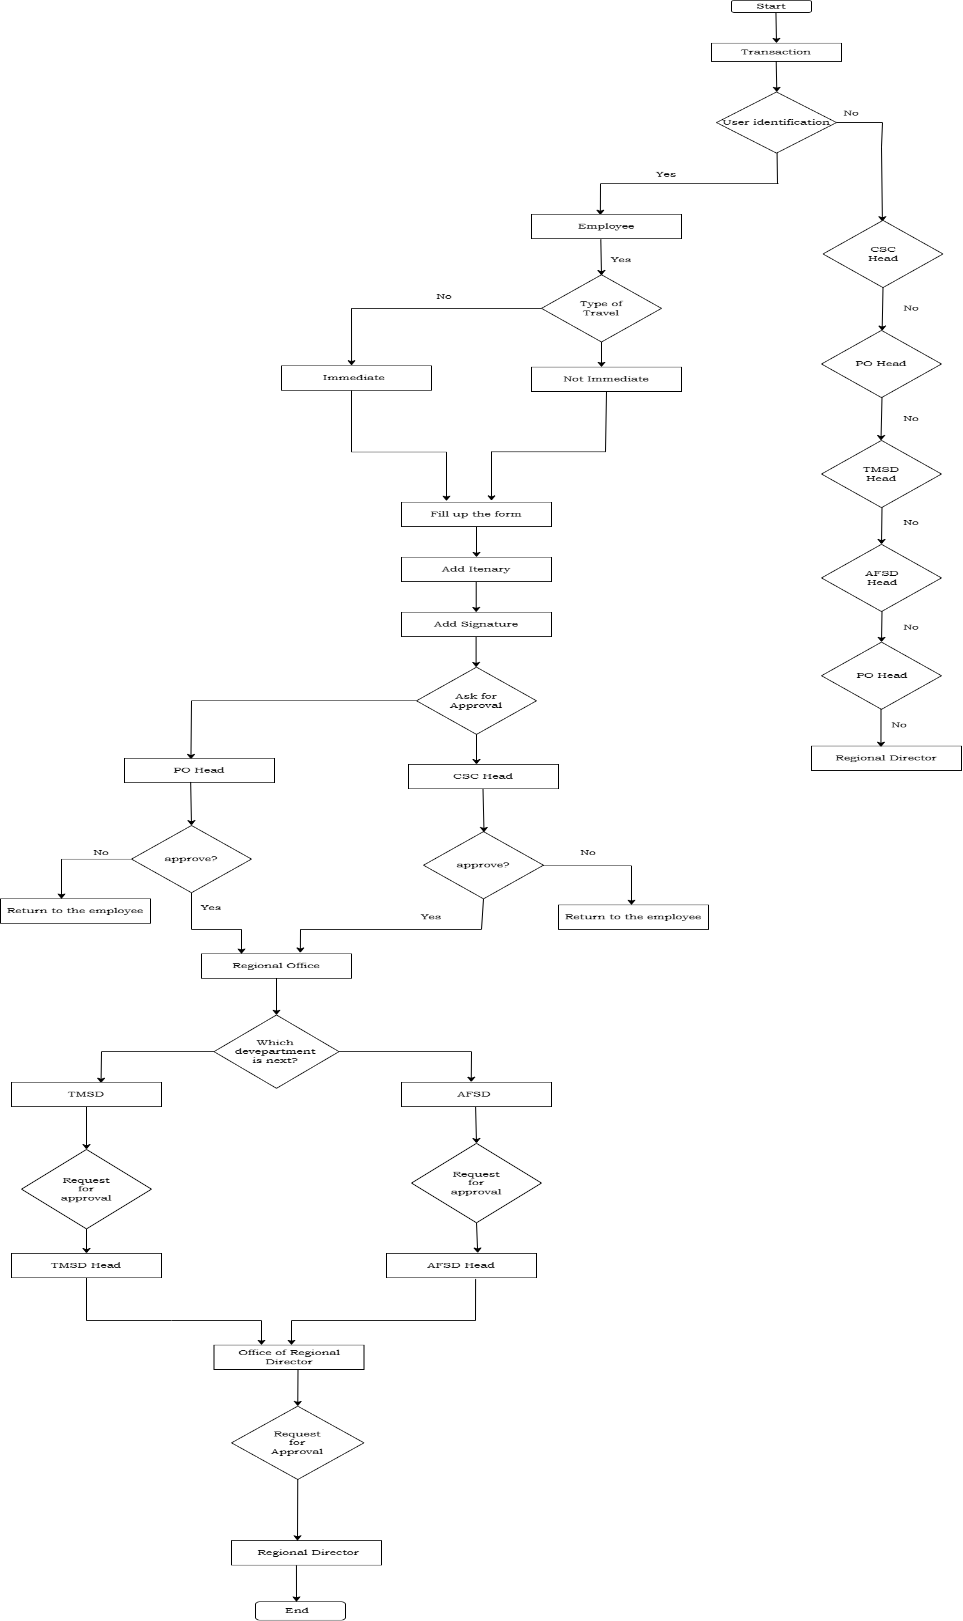 Start
Transaction
User identification
No
Yes
Employee
Yes
CSC
Head
No
Type of
Travel
No
Immediate
Not Immediate
PO Head
No
TMSD
Head
Fill up the form
No
Add Itenary
AFSD
Head
Add Signature
No
Ask for
Approval
PO Head
No
Regional Director
PO Head
CSC Head
approve?
No
approve?
No
Return to the employee
Yes
Yes
Return to the employee
Regional Office
Which
devepartment
is next?
TMSD
AFSD
Request
for
approval
Request
for
approval
TMSD Head
AFSD Head
Office of Regional
Director
Request
for
Approval
Regional Director
End